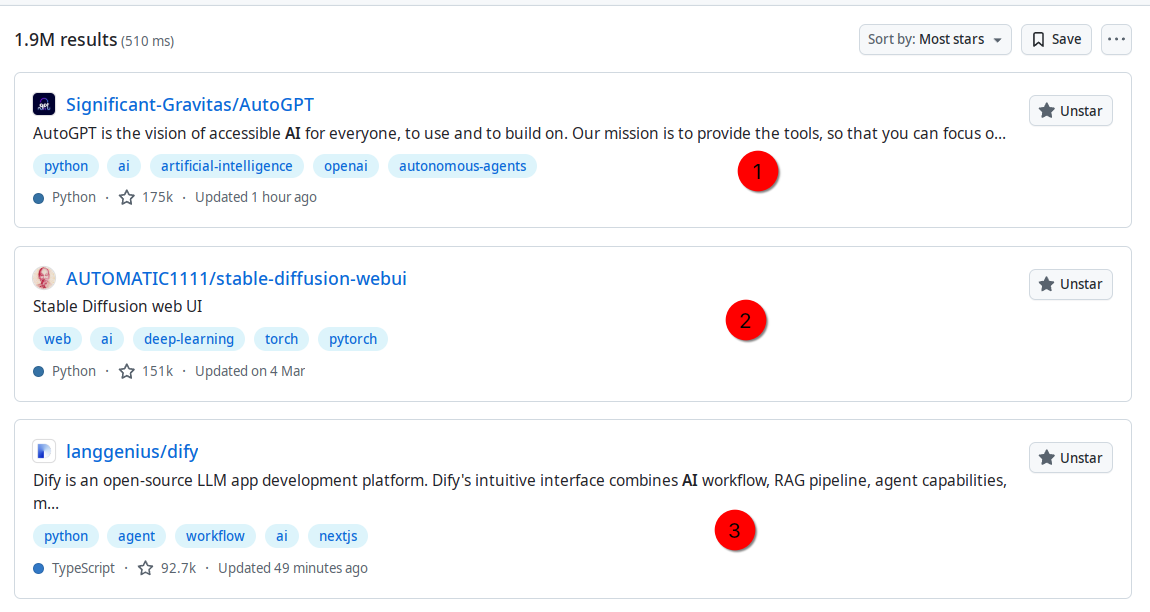 1.9M results (510 ms)
Sort by: Most stars
Save
Significant-Gravitas/AutoGPT
Unstar
AutoGPT is the vision of accessible AI for everyone, to use and to build on. Our mission is to provide the tools, so that you can focus o...
python ai artificial-intelligence openai autonomous-agents
1
Python · 175k · Updated 1 hour ago
AUTOMATIC1111/stable-diffusion-webui
Unstar
Stable Diffusion web UI
2
web ai deep-learning torch pytorch
Python · 151k · Updated on 4 Mar
langgenius/dify
Unstar
Dify is an open-source LLM app development platform. Dify's intuitive interface combines AI workflow, RAG pipeline, agent capabilities,
m...
python agent workflow ai nextjs
3
TypeScript · 92.7k · Updated 49 minutes ago